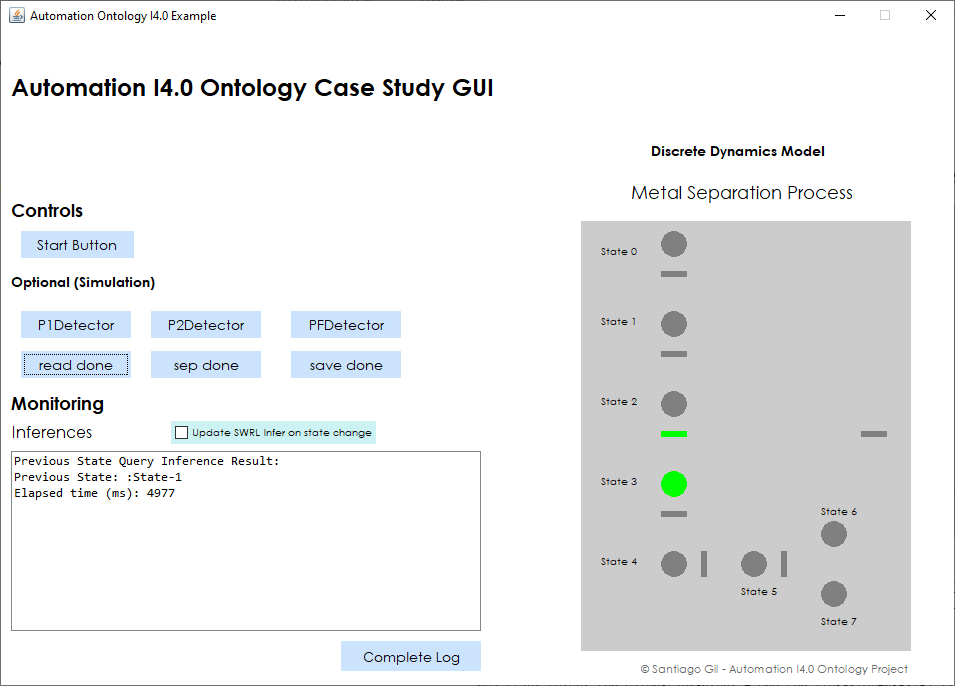 Automation Ontology I4.0 Example
Automation I4.0 Ontology Case Study GUI
Discrete Dynamics Model
Metal Separation Process
Controls
Start Button
Optional (Simulation)
P1Detector
P2Detector
PFDetector
read done
sep done
save done
Monitoring
Inferences
Update SWRL Infer on state change
Previous State Query Inference Result:
Previous State: :State-1
Elapsed time (ms): 4977
Complete Log
State 0
State 1
State 2
State 3
State 4
State 5
State 6
State 7
© Santiago Gil - Automation I4.0 Ontology Project